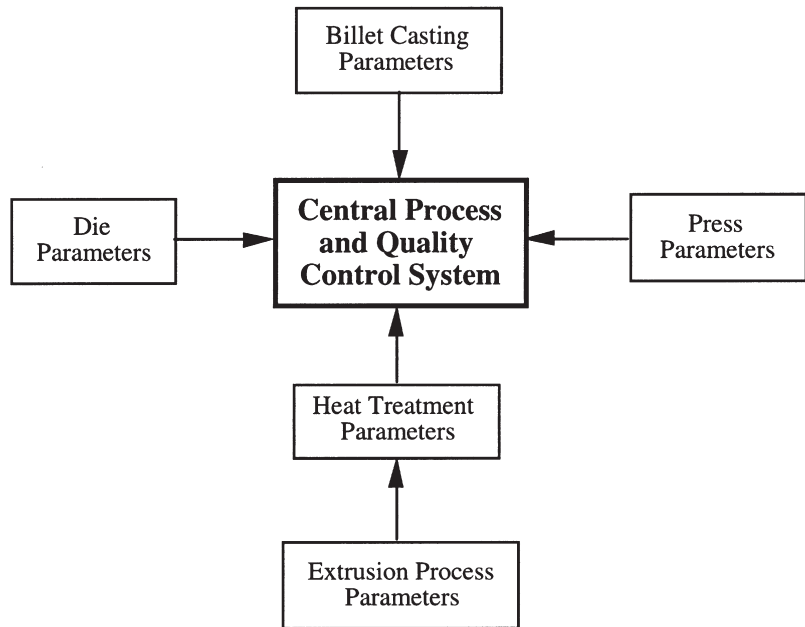 Billet Casting
Parameters
Central Process
and Quality
Control System
Die
Parameters
Press
Parameters
Heat Treatment
Parameters
Extrusion Process
Parameters